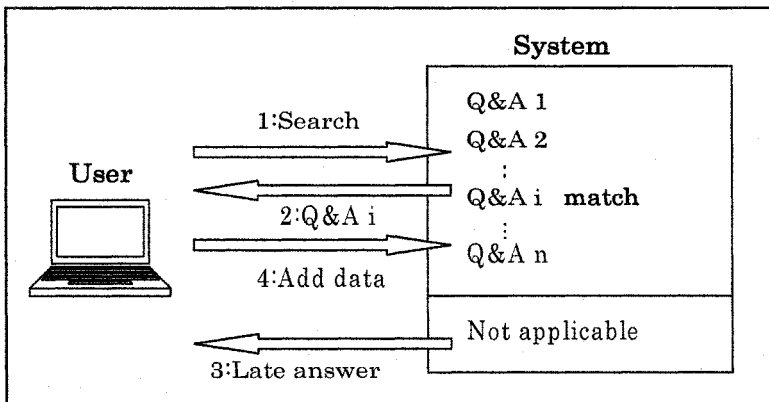 System
Q&A 1
1:Search
Q&A 2
⋮
User
Q&A i match
2:Q&A i
⋮
Q&A n
4:Add data
Not applicable
3:Late answer